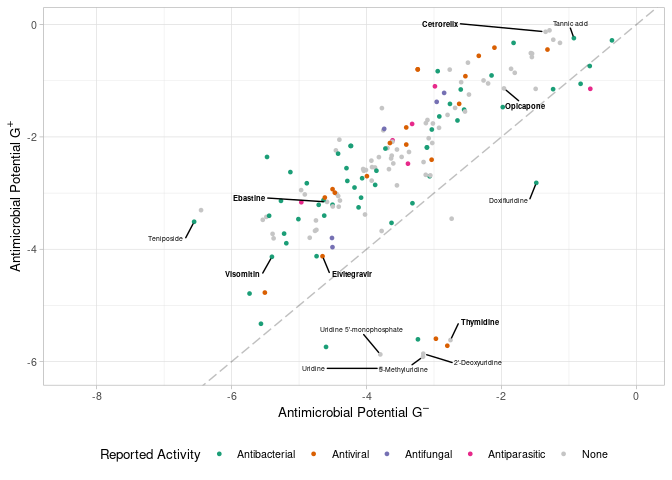 Cetrorelix
Tannic acid
0
Opicapone
-2
Antimicrobial Potential G+
Ebastine
Doxifluridine
Teniposide
-4
Visomitin
Elvitegravir
Thymidine
Uridine 5'-monophosphate
2'-Deoxyuridine
Uridine
5-Methyluridine
-6
-8 -6 -4 -2 0
Antimicrobial Potential G−
Reported Activity Antibacterial Antiviral Antifungal Antiparasitic None